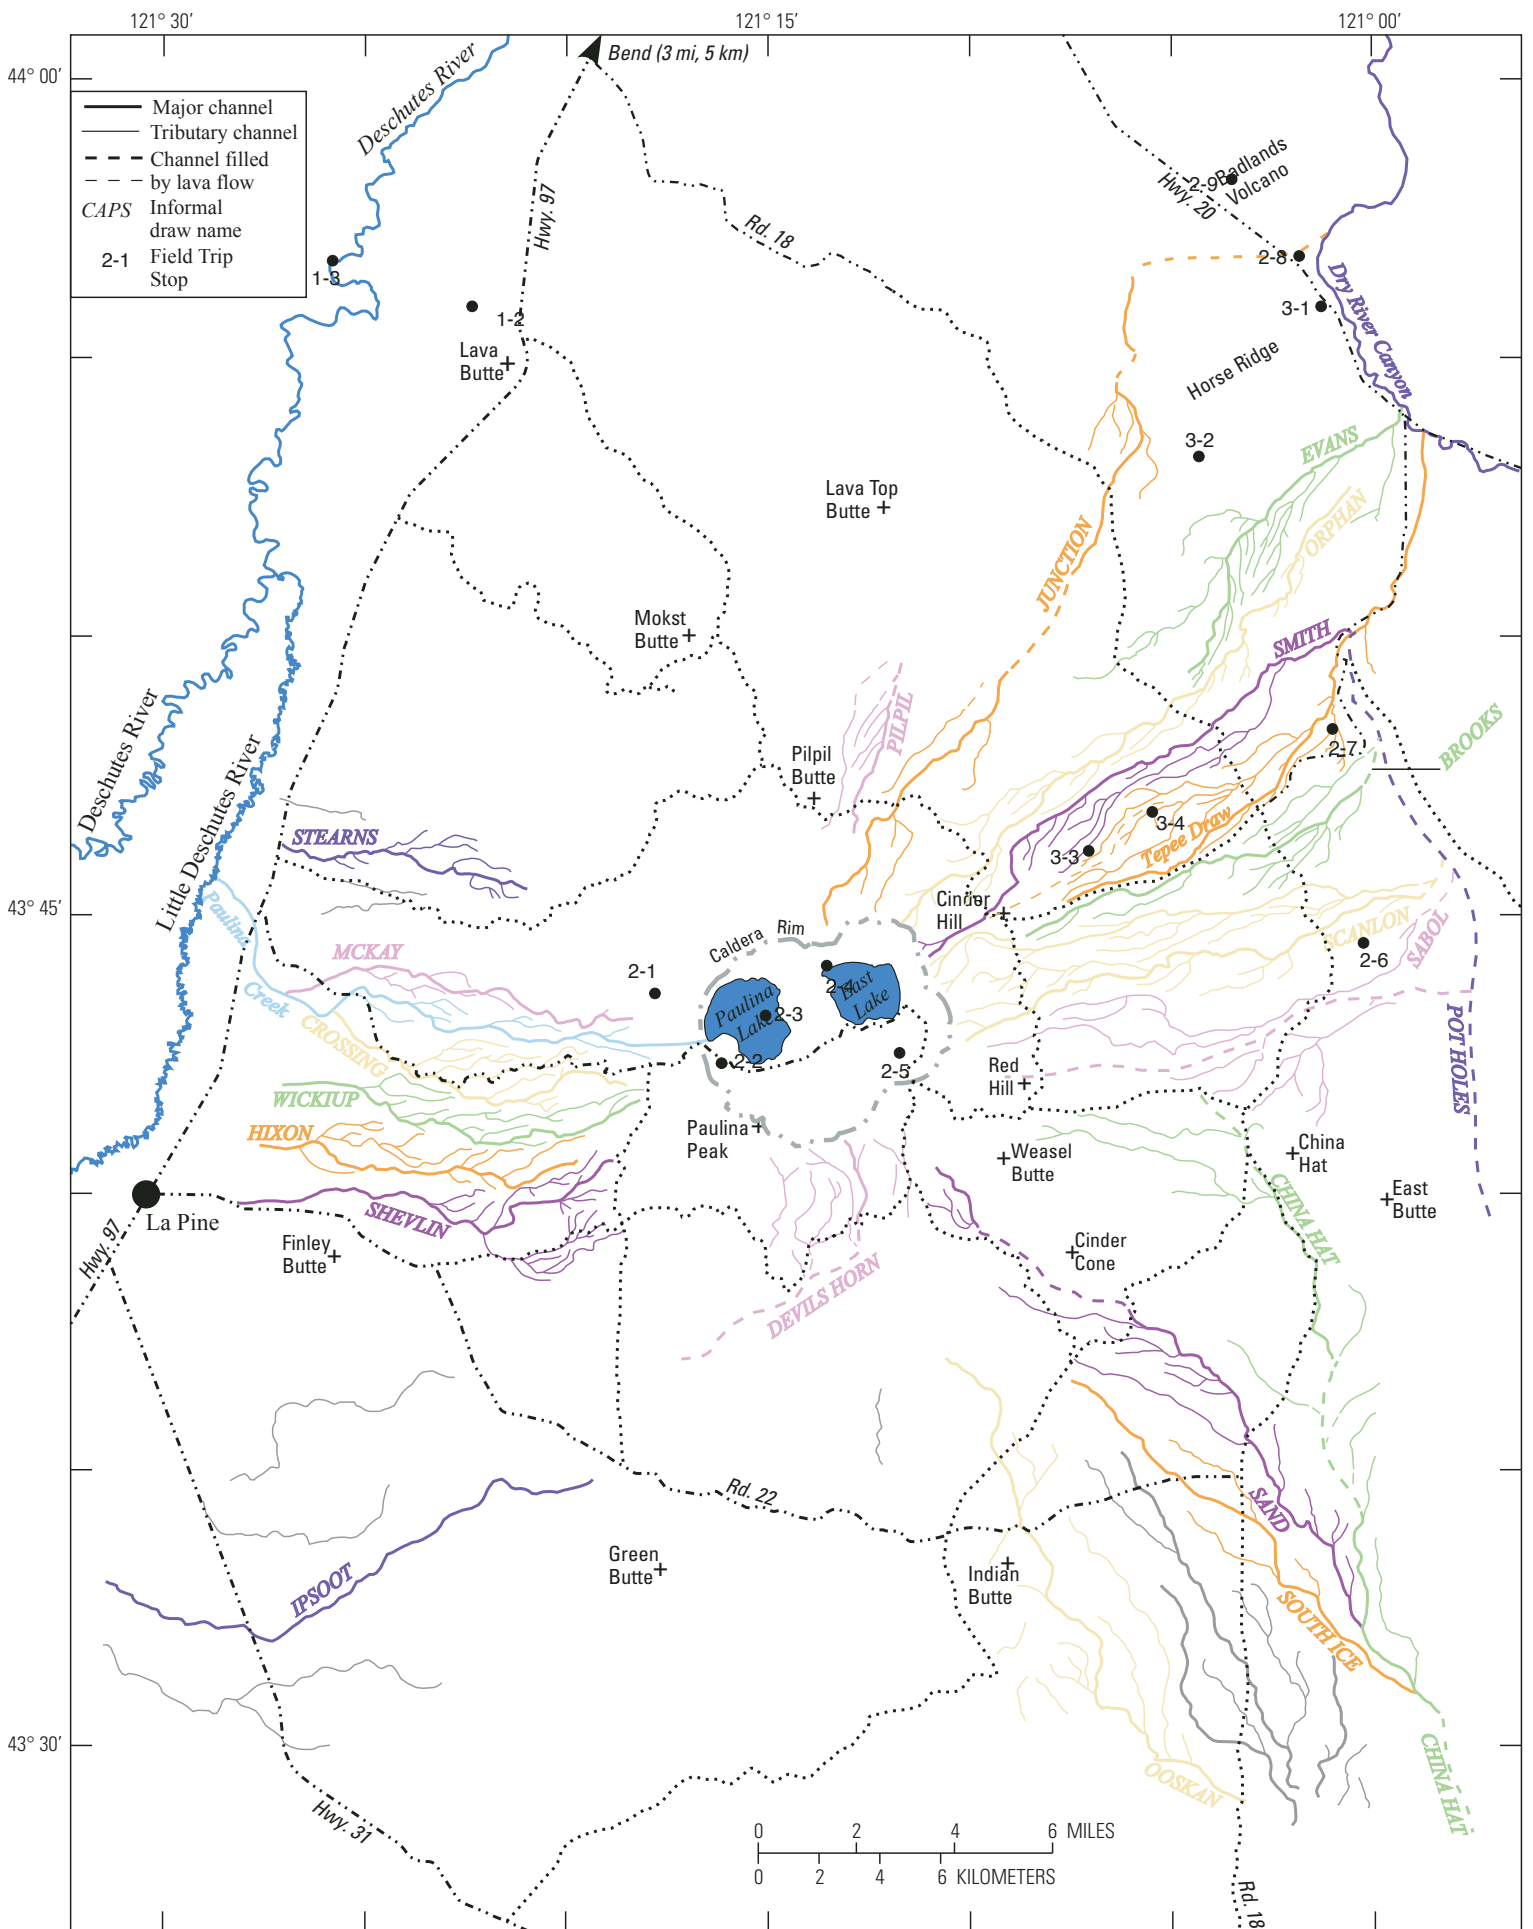 121° 30′
121° 15′
121° 00′
44° 00′
Bend (3 mi, 5 km)
Deschutes River
Major channel
Tributary channel
Channel filled
by lava flow
CAPS Informal
draw name
2-1 Field Trip
Stop
Hwy. 97
Rd. 18
2-9
Badlands
Volcano
Hwy. 20
2-8
3-1
Dry River Canyon
Horse Ridge
1-3
1-2
Lava
Butte
3-2
EVANS
ORPHAN
Lava Top
Butte
JUNCTION
Mokst
Butte
SMITH
PILPIL
Pilpil
Butte
2-7
BROOKS
Deschutes River
Little Deschutes River
STEARNS
3-4
3-3
Tepee Draw
43° 45′
Paulina
Creek
Cinder
Hill
Caldera Rim
SCANLON
SABOL
2-6
MCKAY
2-1
2-4
East
Lake
Paulina
Lake
2-3
2-2
2-5
CROSSING
Red
Hill
POT HOLES
WICKIUP
HIXON
Paulina
Peak
Weasel
Butte
China
Hat
East
Butte
CHINA HAT
La Pine
SHEVLIN
Hwy. 97
Finley
Butte
Cinder
Cone
DEVILS HORN
Rd. 22
SAND
Green
Butte
Indian
Butte
IPSOOT
SOUTH ICE
43° 30′
CHINA HAT
OOSKAN
Hwy. 31
0 2 4 6 MILES
0 2 4 6 KILOMETERS
Rd. 18